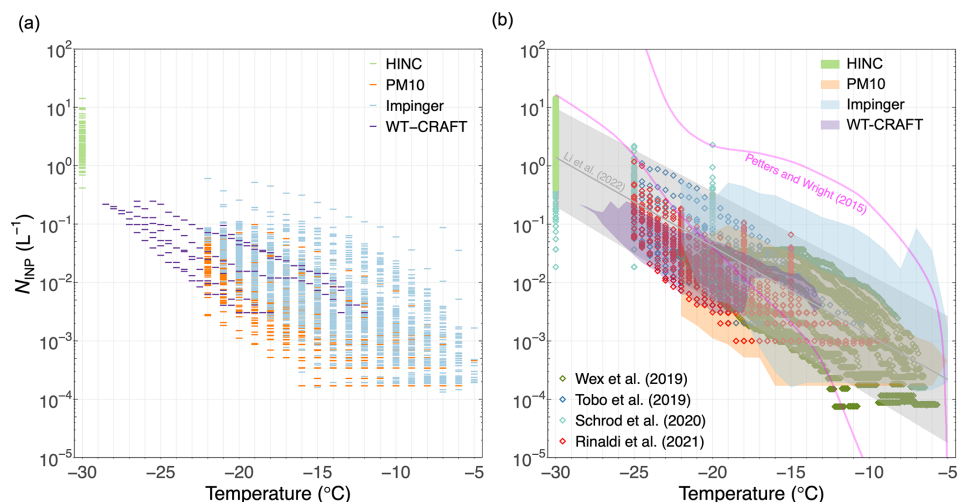 (a)
(b)
10²
10²
HINC
PM10
Impinger
WT−CRAFT
HINC
PM10
Impinger
WT−CRAFT
10¹
10¹
10⁰
10⁰
10⁻¹
10⁻¹
10⁻²
10⁻²
10⁻³
10⁻³
10⁻⁴
10⁻⁴
10⁻⁵
10⁻⁵
N_INP (L⁻¹)
Petters and Wright (2015)
Li et al. (2022)
Wex et al. (2019)
Tobo et al. (2019)
Schrod et al. (2020)
Rinaldi et al. (2021)
−30 −25 −20 −15 −10 −5
−30 −25 −20 −15 −10 −5
Temperature (°C)
Temperature (°C)